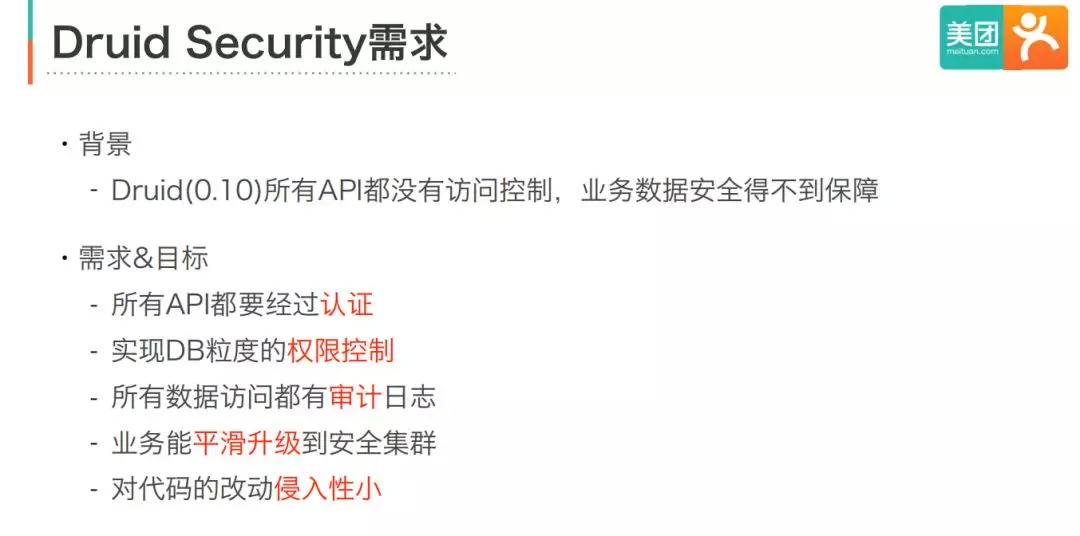 Druid Security需求
美团
meituan.com
· 背景
- Druid(0.10)所有API都没有访问控制，业务数据安全得不到保障
· 需求&目标
- 所有API都要经过认证
- 实现DB粒度的权限控制
- 所有数据访问都有审计日志
- 业务能平滑升级到安全集群
- 对代码的改动侵入性小